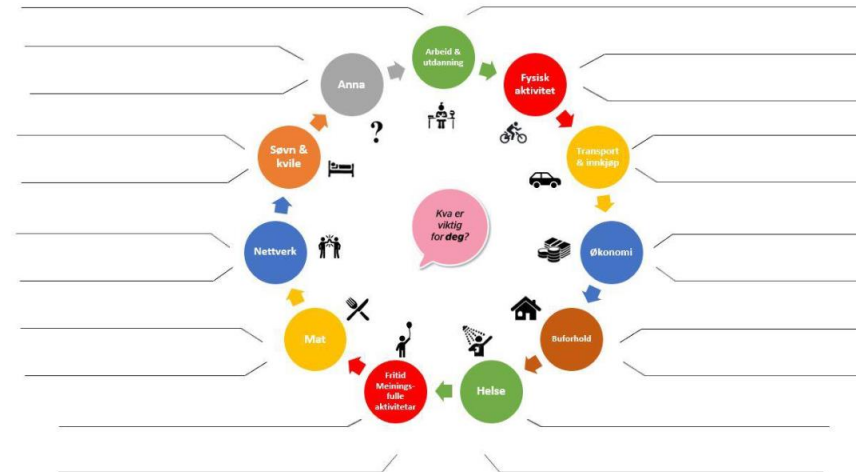 Arbeid &
utdanning
Fysisk
aktivitet
Transport
& innkjøp
Økonomi
Buforhold
Helse
Fritid
Meinings-
fulle
aktivitetar
Mat
Nettverk
Søvn &
kvile
Anna
?
Kva er
viktig
for deg?